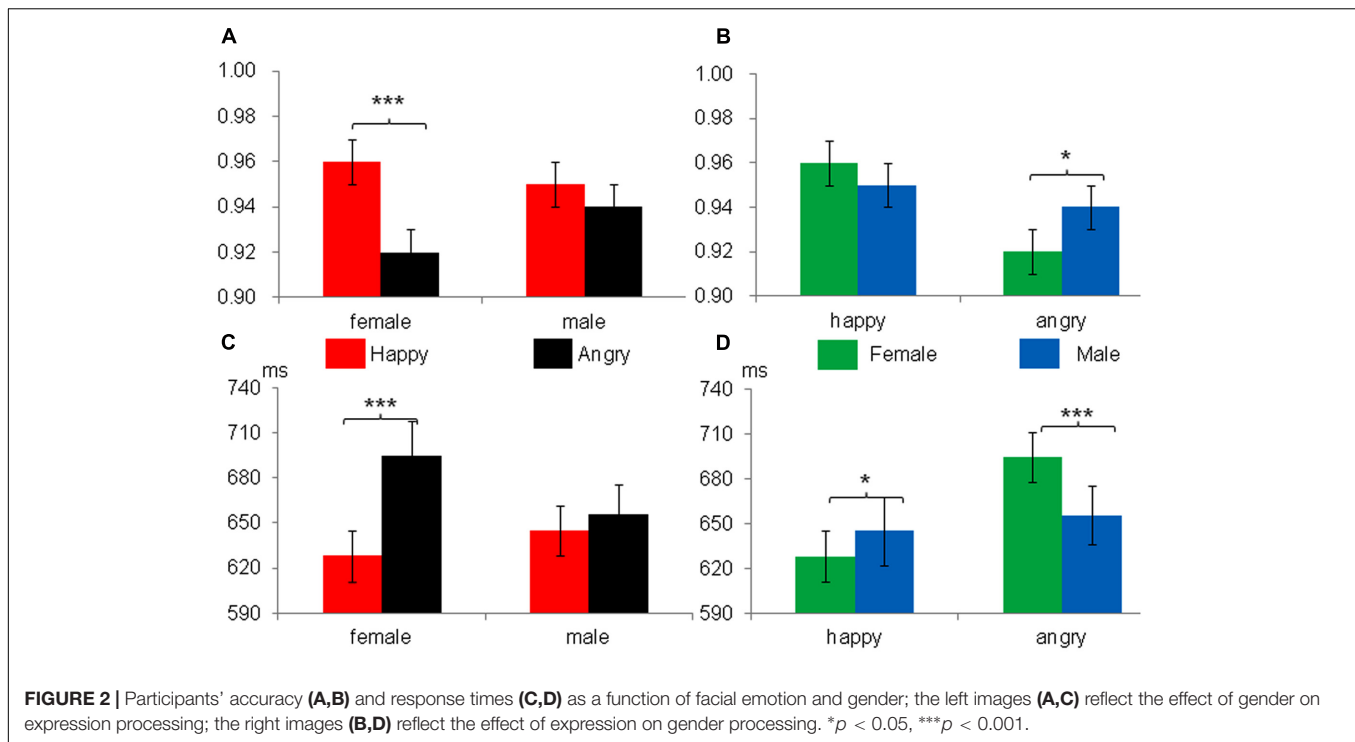 A
B
1.00
0.98
0.96
0.94
0.92
0.90
***
female
male
1.00
0.98
0.96
0.94
0.92
0.90
*
happy
angry
C
Happy
Angry
D
Female
Male
ms
740
710
680
650
620
590
***
female
male
ms
740
710
680
650
620
590
*
***
happy
angry
FIGURE 2 | Participants’ accuracy (A,B) and response times (C,D) as a function of facial emotion and gender; the left images (A,C) reflect the effect of gender on
expression processing; the right images (B,D) reflect the effect of expression on gender processing. *p < 0.05, ***p < 0.001.